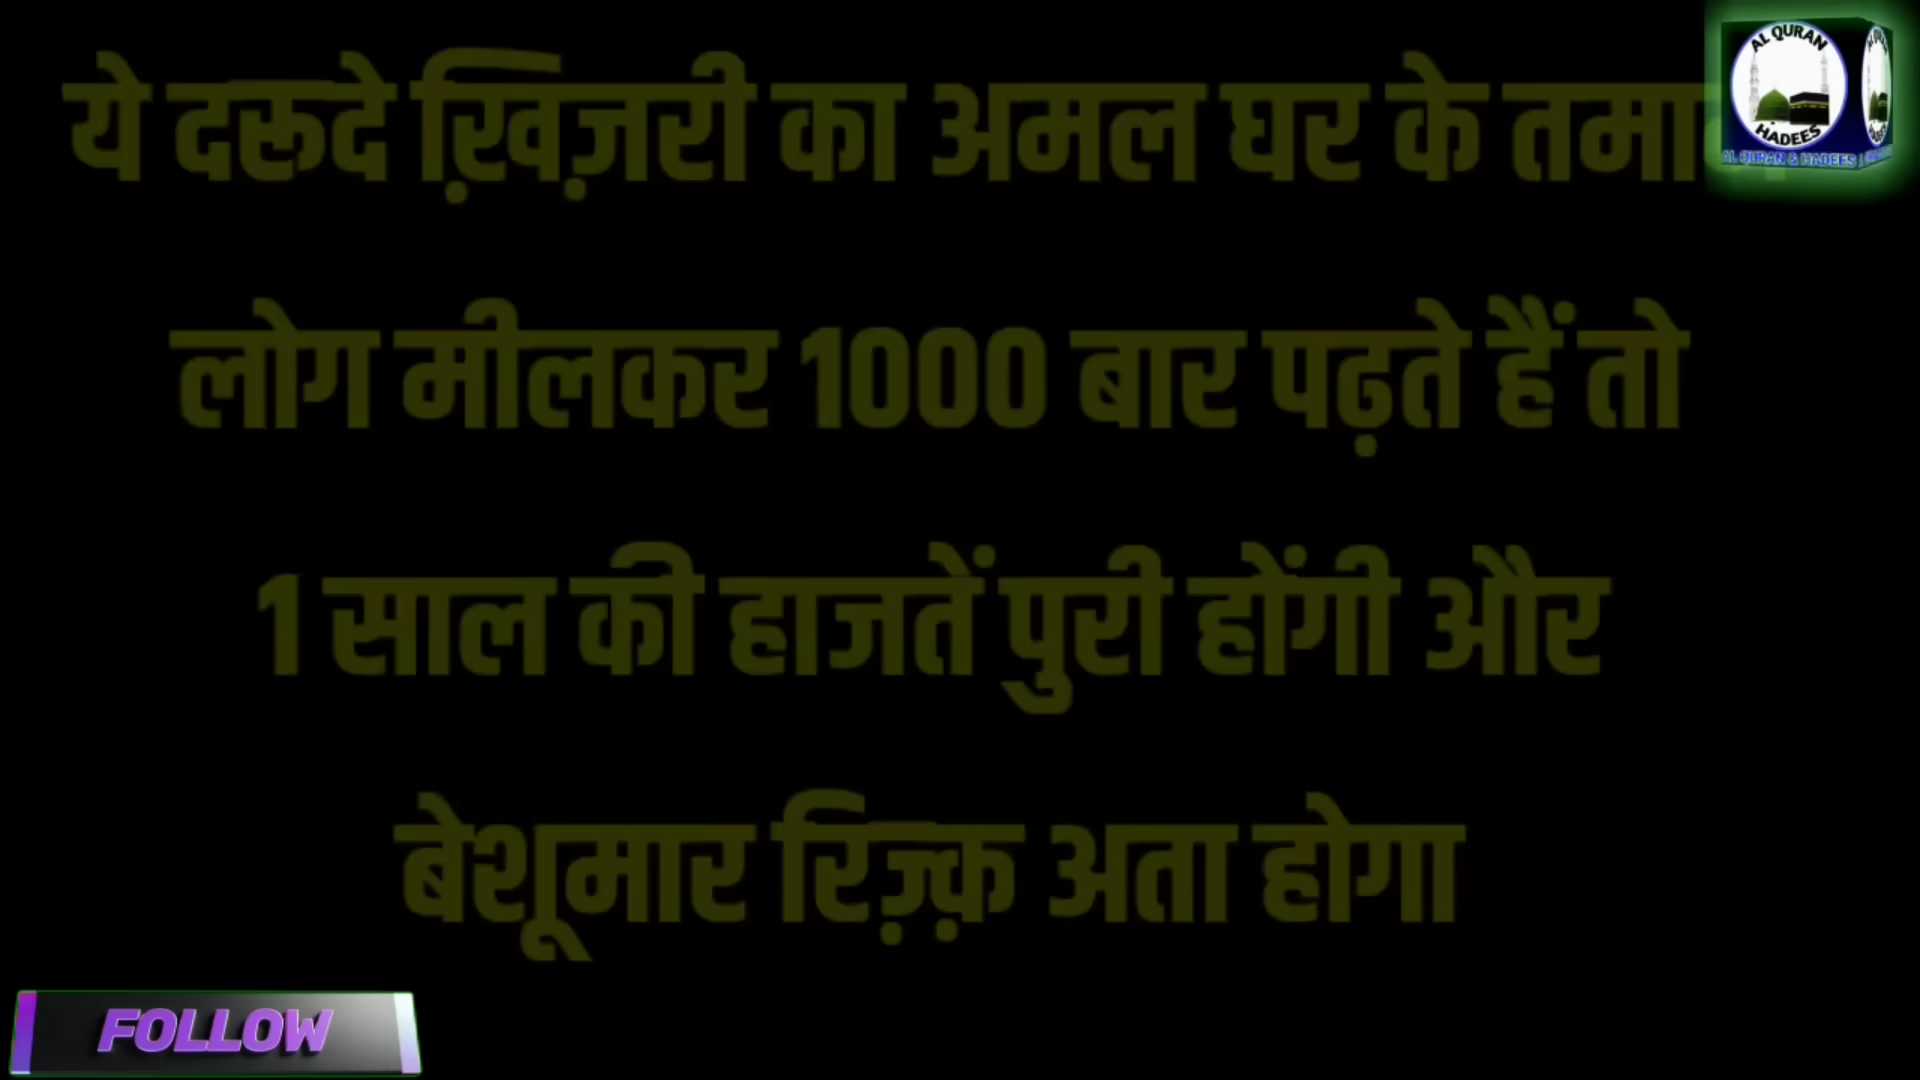 ये दरूदे ख़िज़री का अमल घर के तमाम
लोग मीलकर 1000 बार पढ़ते हैं तो
1 साल की हाजतें पुरी होंगी और
बेशूमार रिज़्क़ अता होगा
AL QURAN
HADEES
AL QURAN & HADEES
FOLLOW